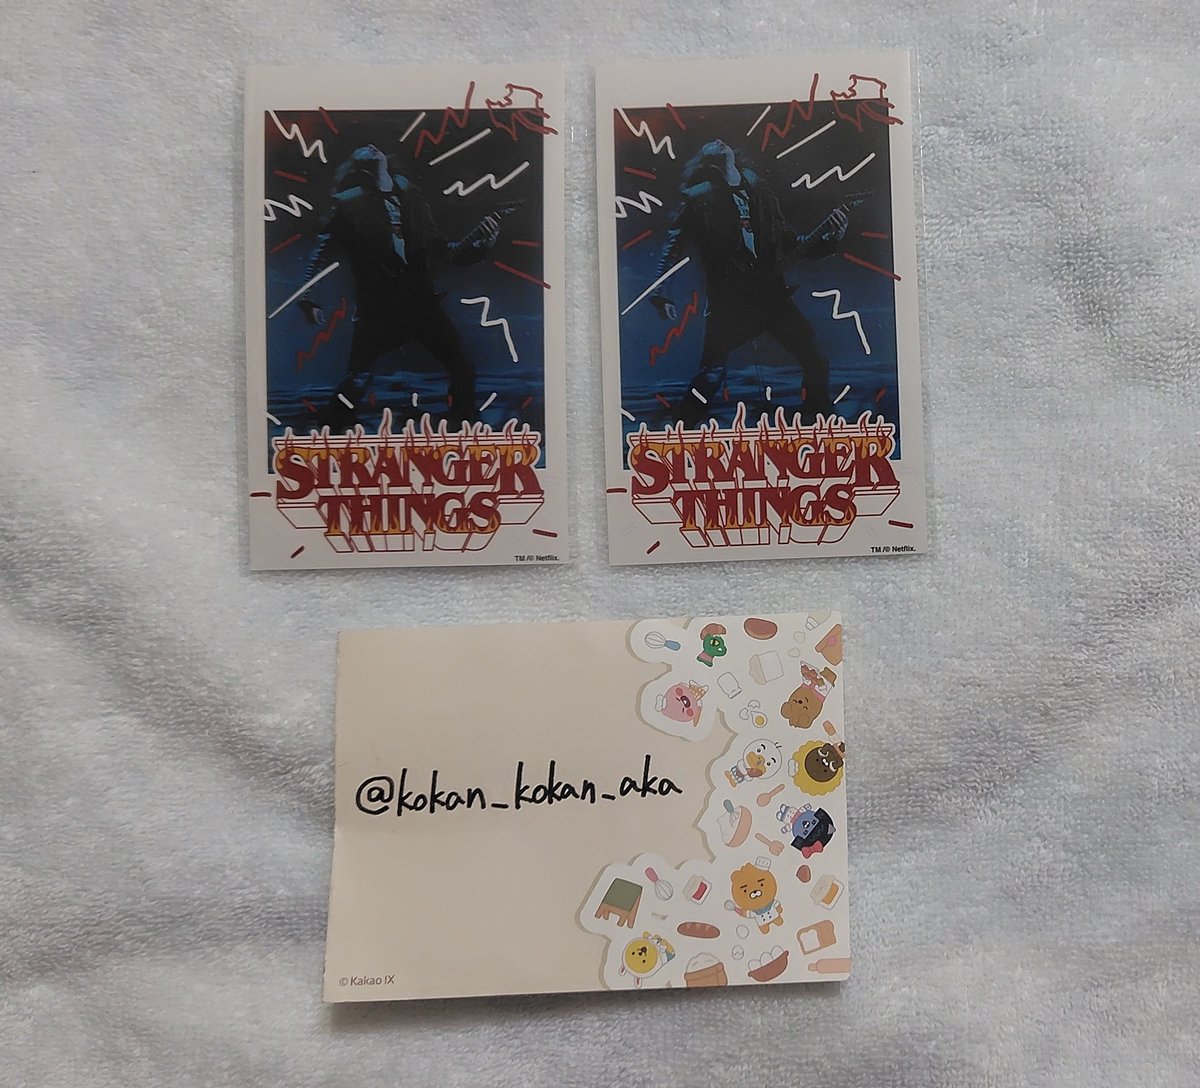 STRANGER
THINGS
TM/© Netflix.
STRANGER
THINGS
TM/© Netflix.
@kokan_kokan_aka
© Kakao IX